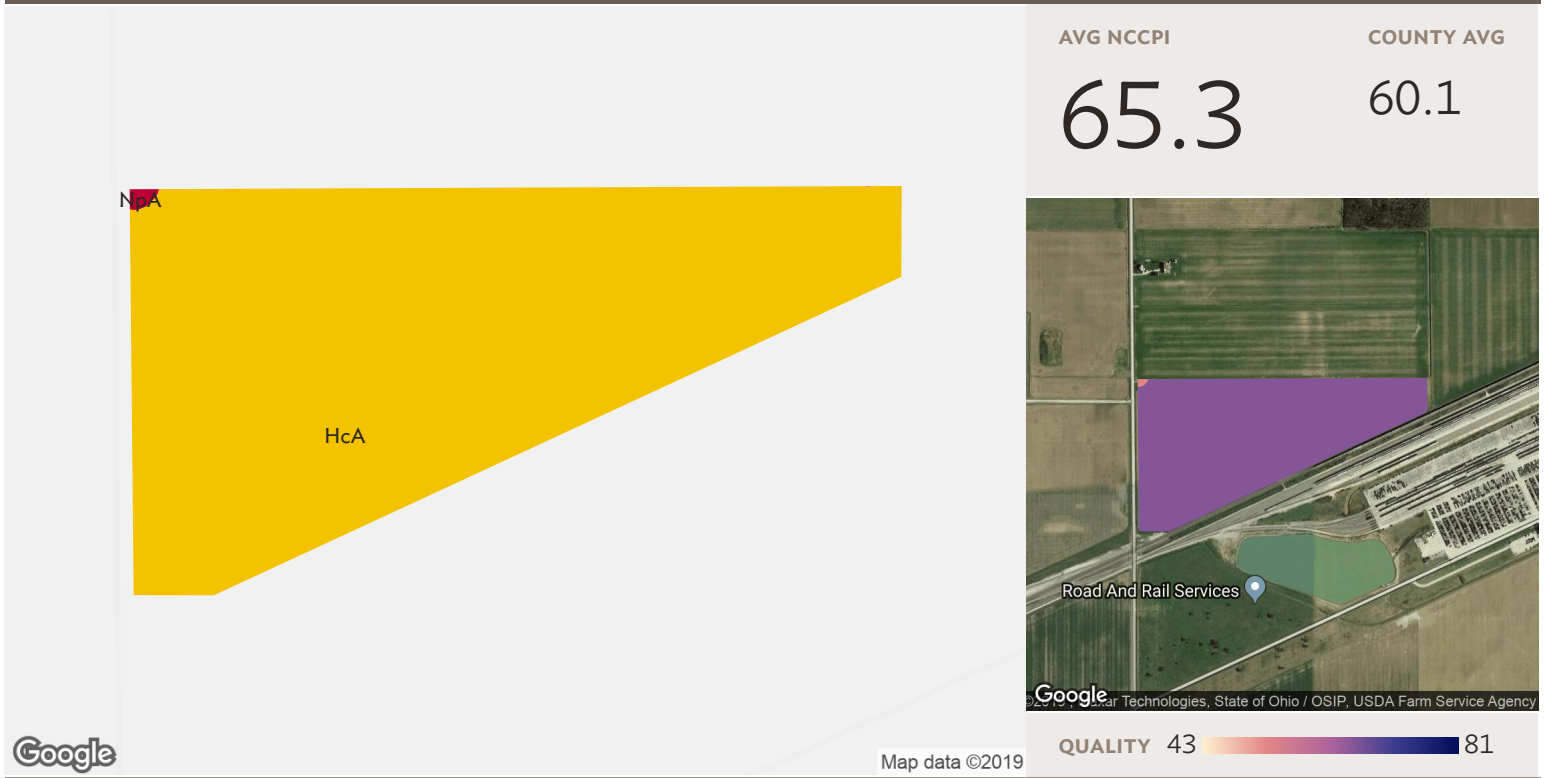 AVG NCCPI
COUNTY AVG
65.3
60.1
NpA
HcA
Road And Rail Services
Google
Technologies, State of Ohio / OSIP, USDA Farm Service Agency
Google
Map data ©2019
QUALITY 43 81